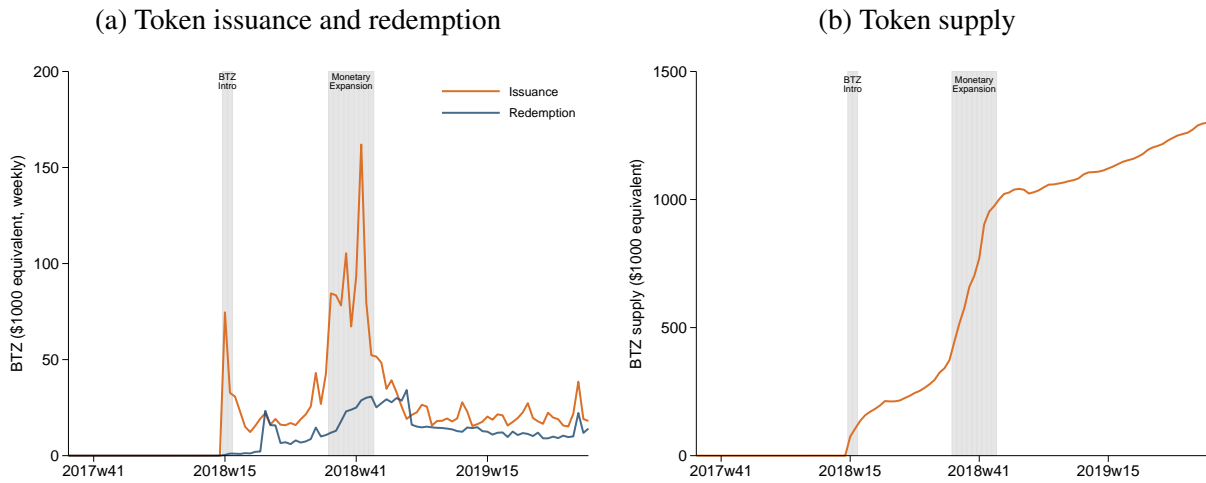 (a) Token issuance and redemption
BTZ ($1000 equivalent, weekly)
200
150
100
50
0
2017w41
2018w15
2018w41
2019w15
BTZ
Intro
Monetary
Expansion
Issuance
Redemption
(b) Token supply
BTZ supply ($1000 equivalent)
1500
1000
500
0
2017w41
2018w15
2018w41
2019w15
BTZ
Intro
Monetary
Expansion